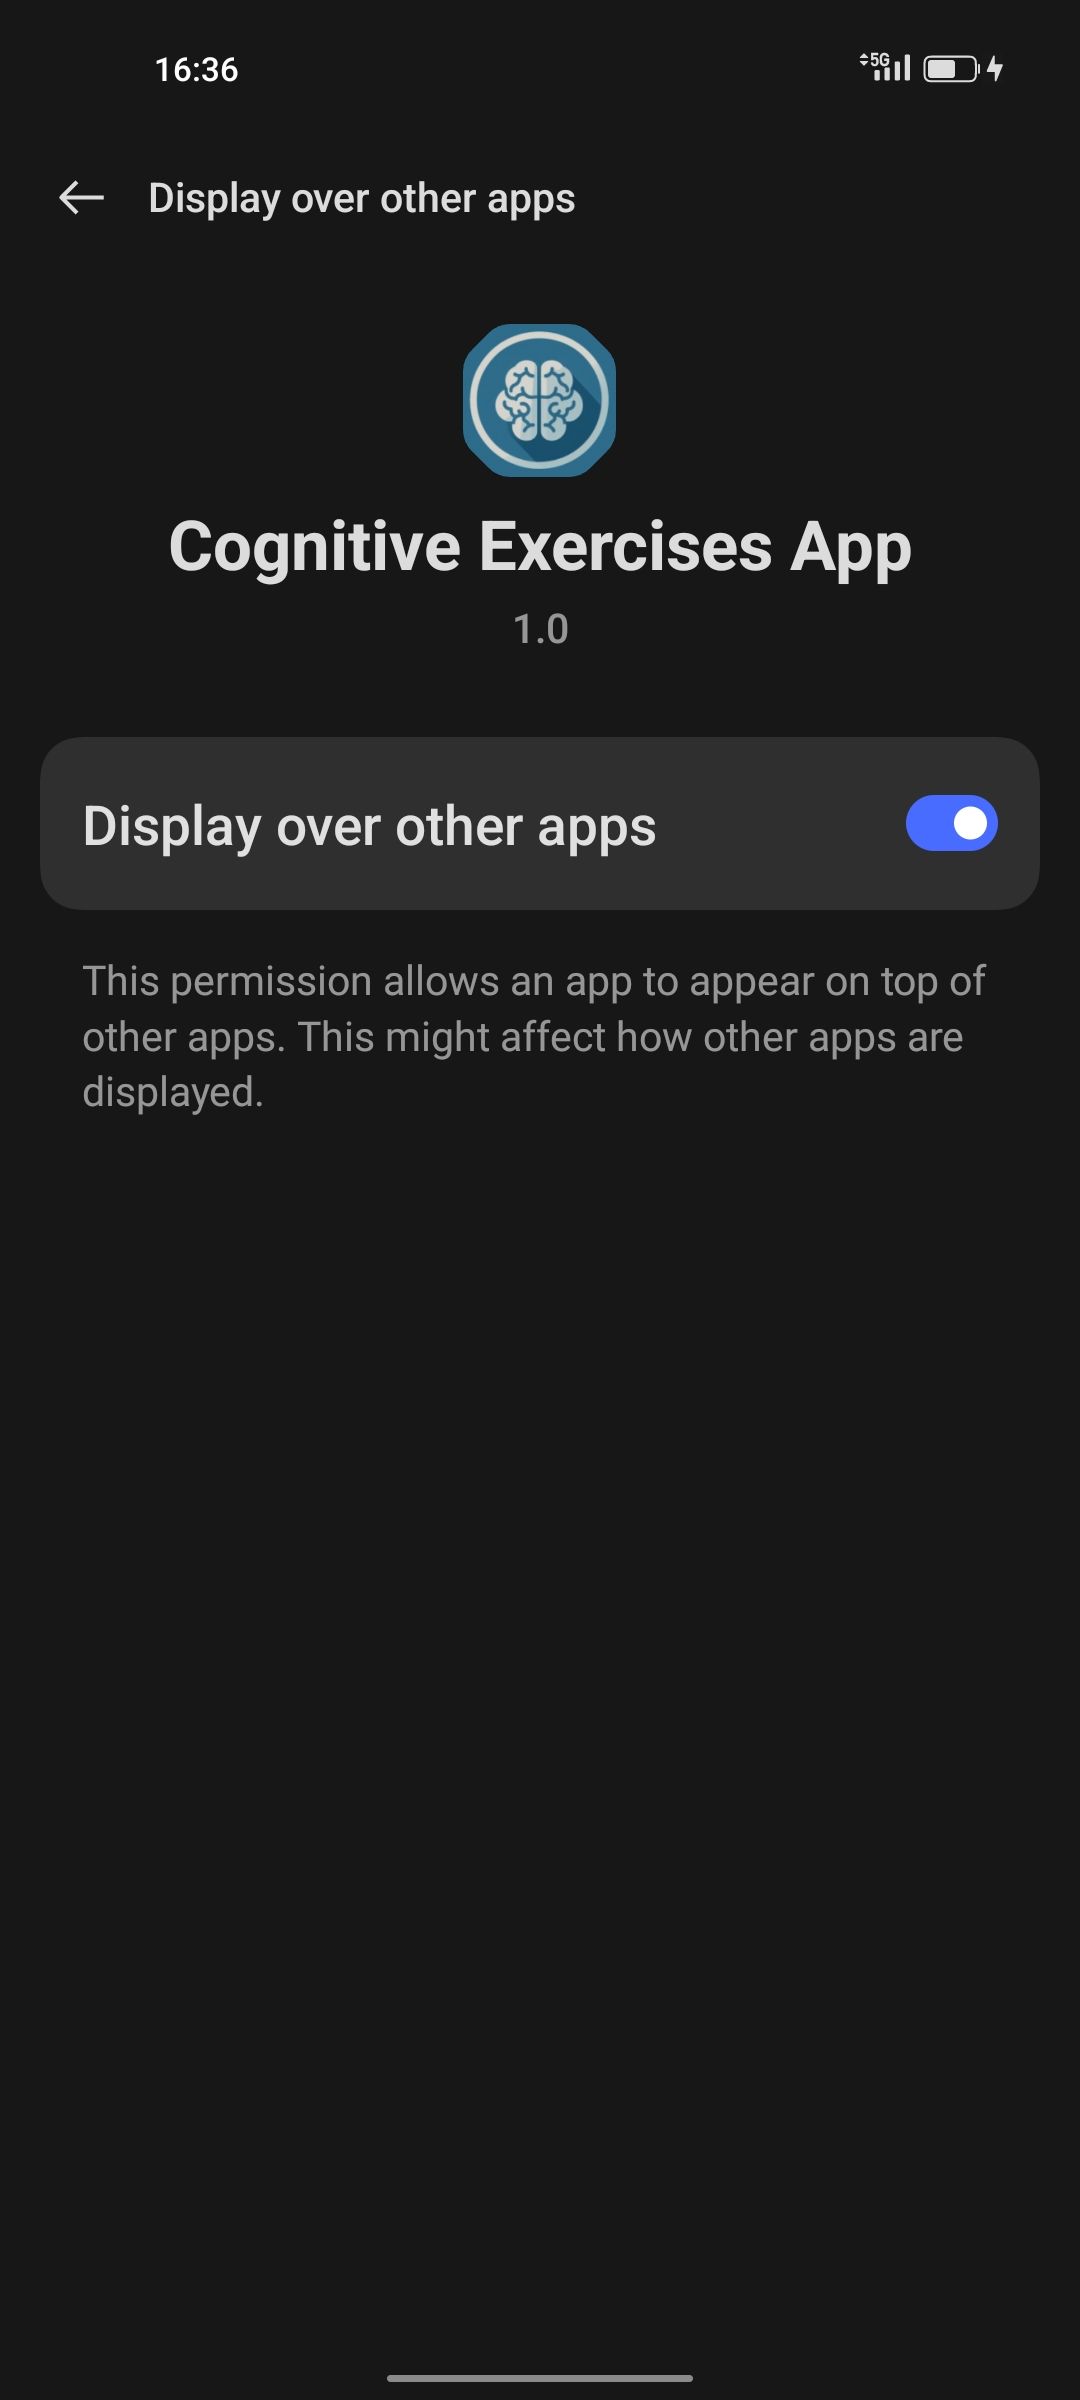 16:36
5G
Display over other apps
Cognitive Exercises App
1.0
Display over other apps
This permission allows an app to appear on top of
other apps. This might affect how other apps are
displayed.